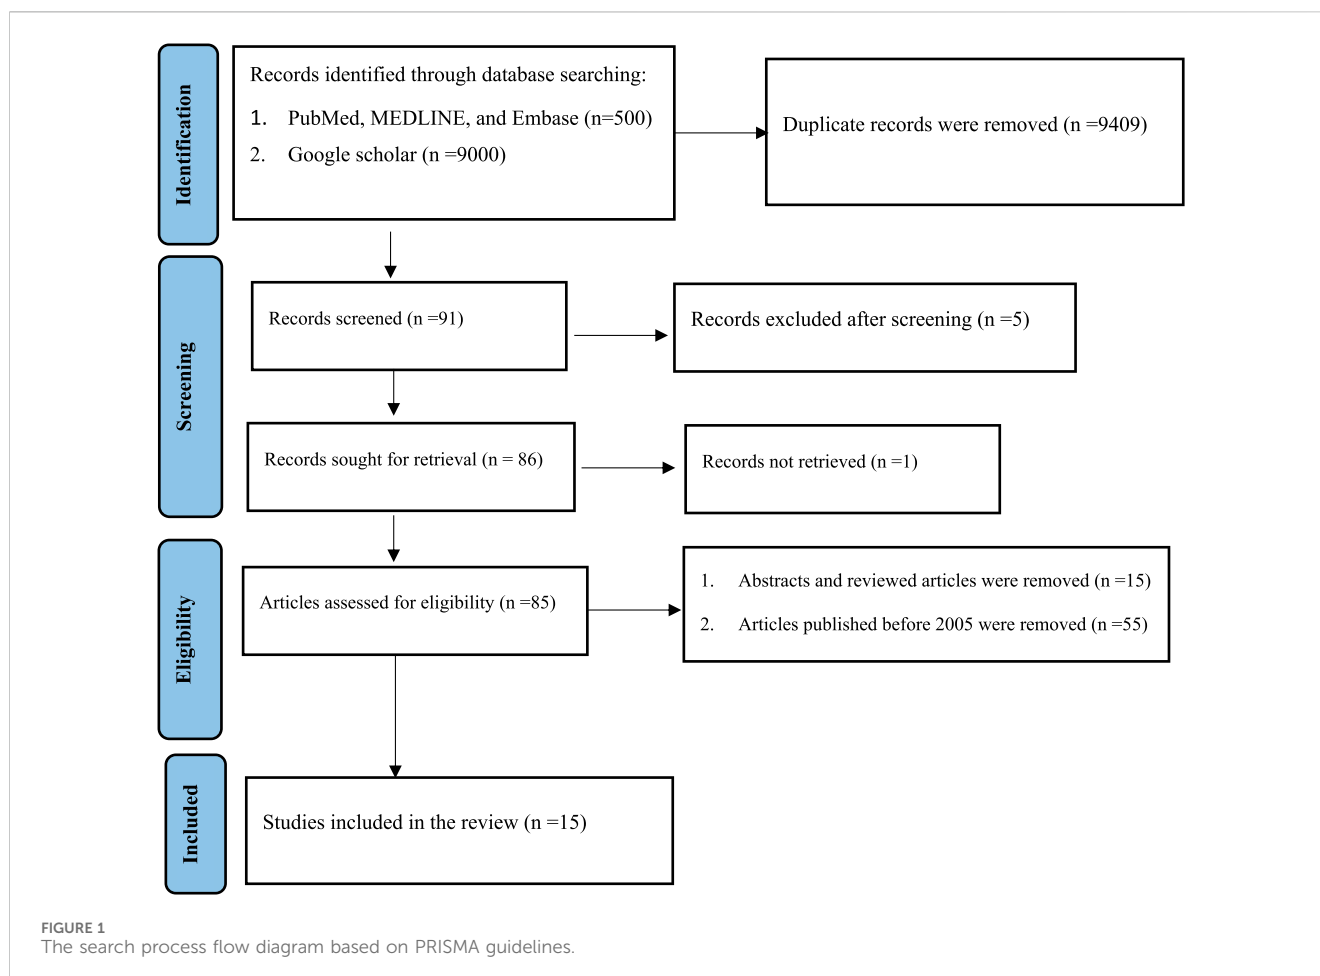 Identification
Records identified through database searching:
1. PubMed, MEDLINE, and Embase (n=500)
2. Google scholar (n =9000)
Duplicate records were removed (n =9409)
Screening
Records screened (n =91)
Records excluded after screening (n =5)
Records sought for retrieval (n = 86)
Records not retrieved (n =1)
Eligibility
Articles assessed for eligibility (n =85)
1. Abstracts and reviewed articles were removed (n =15)
2. Articles published before 2005 were removed (n =55)
Included
Studies included in the review (n =15)
FIGURE 1
The search process flow diagram based on PRISMA guidelines.